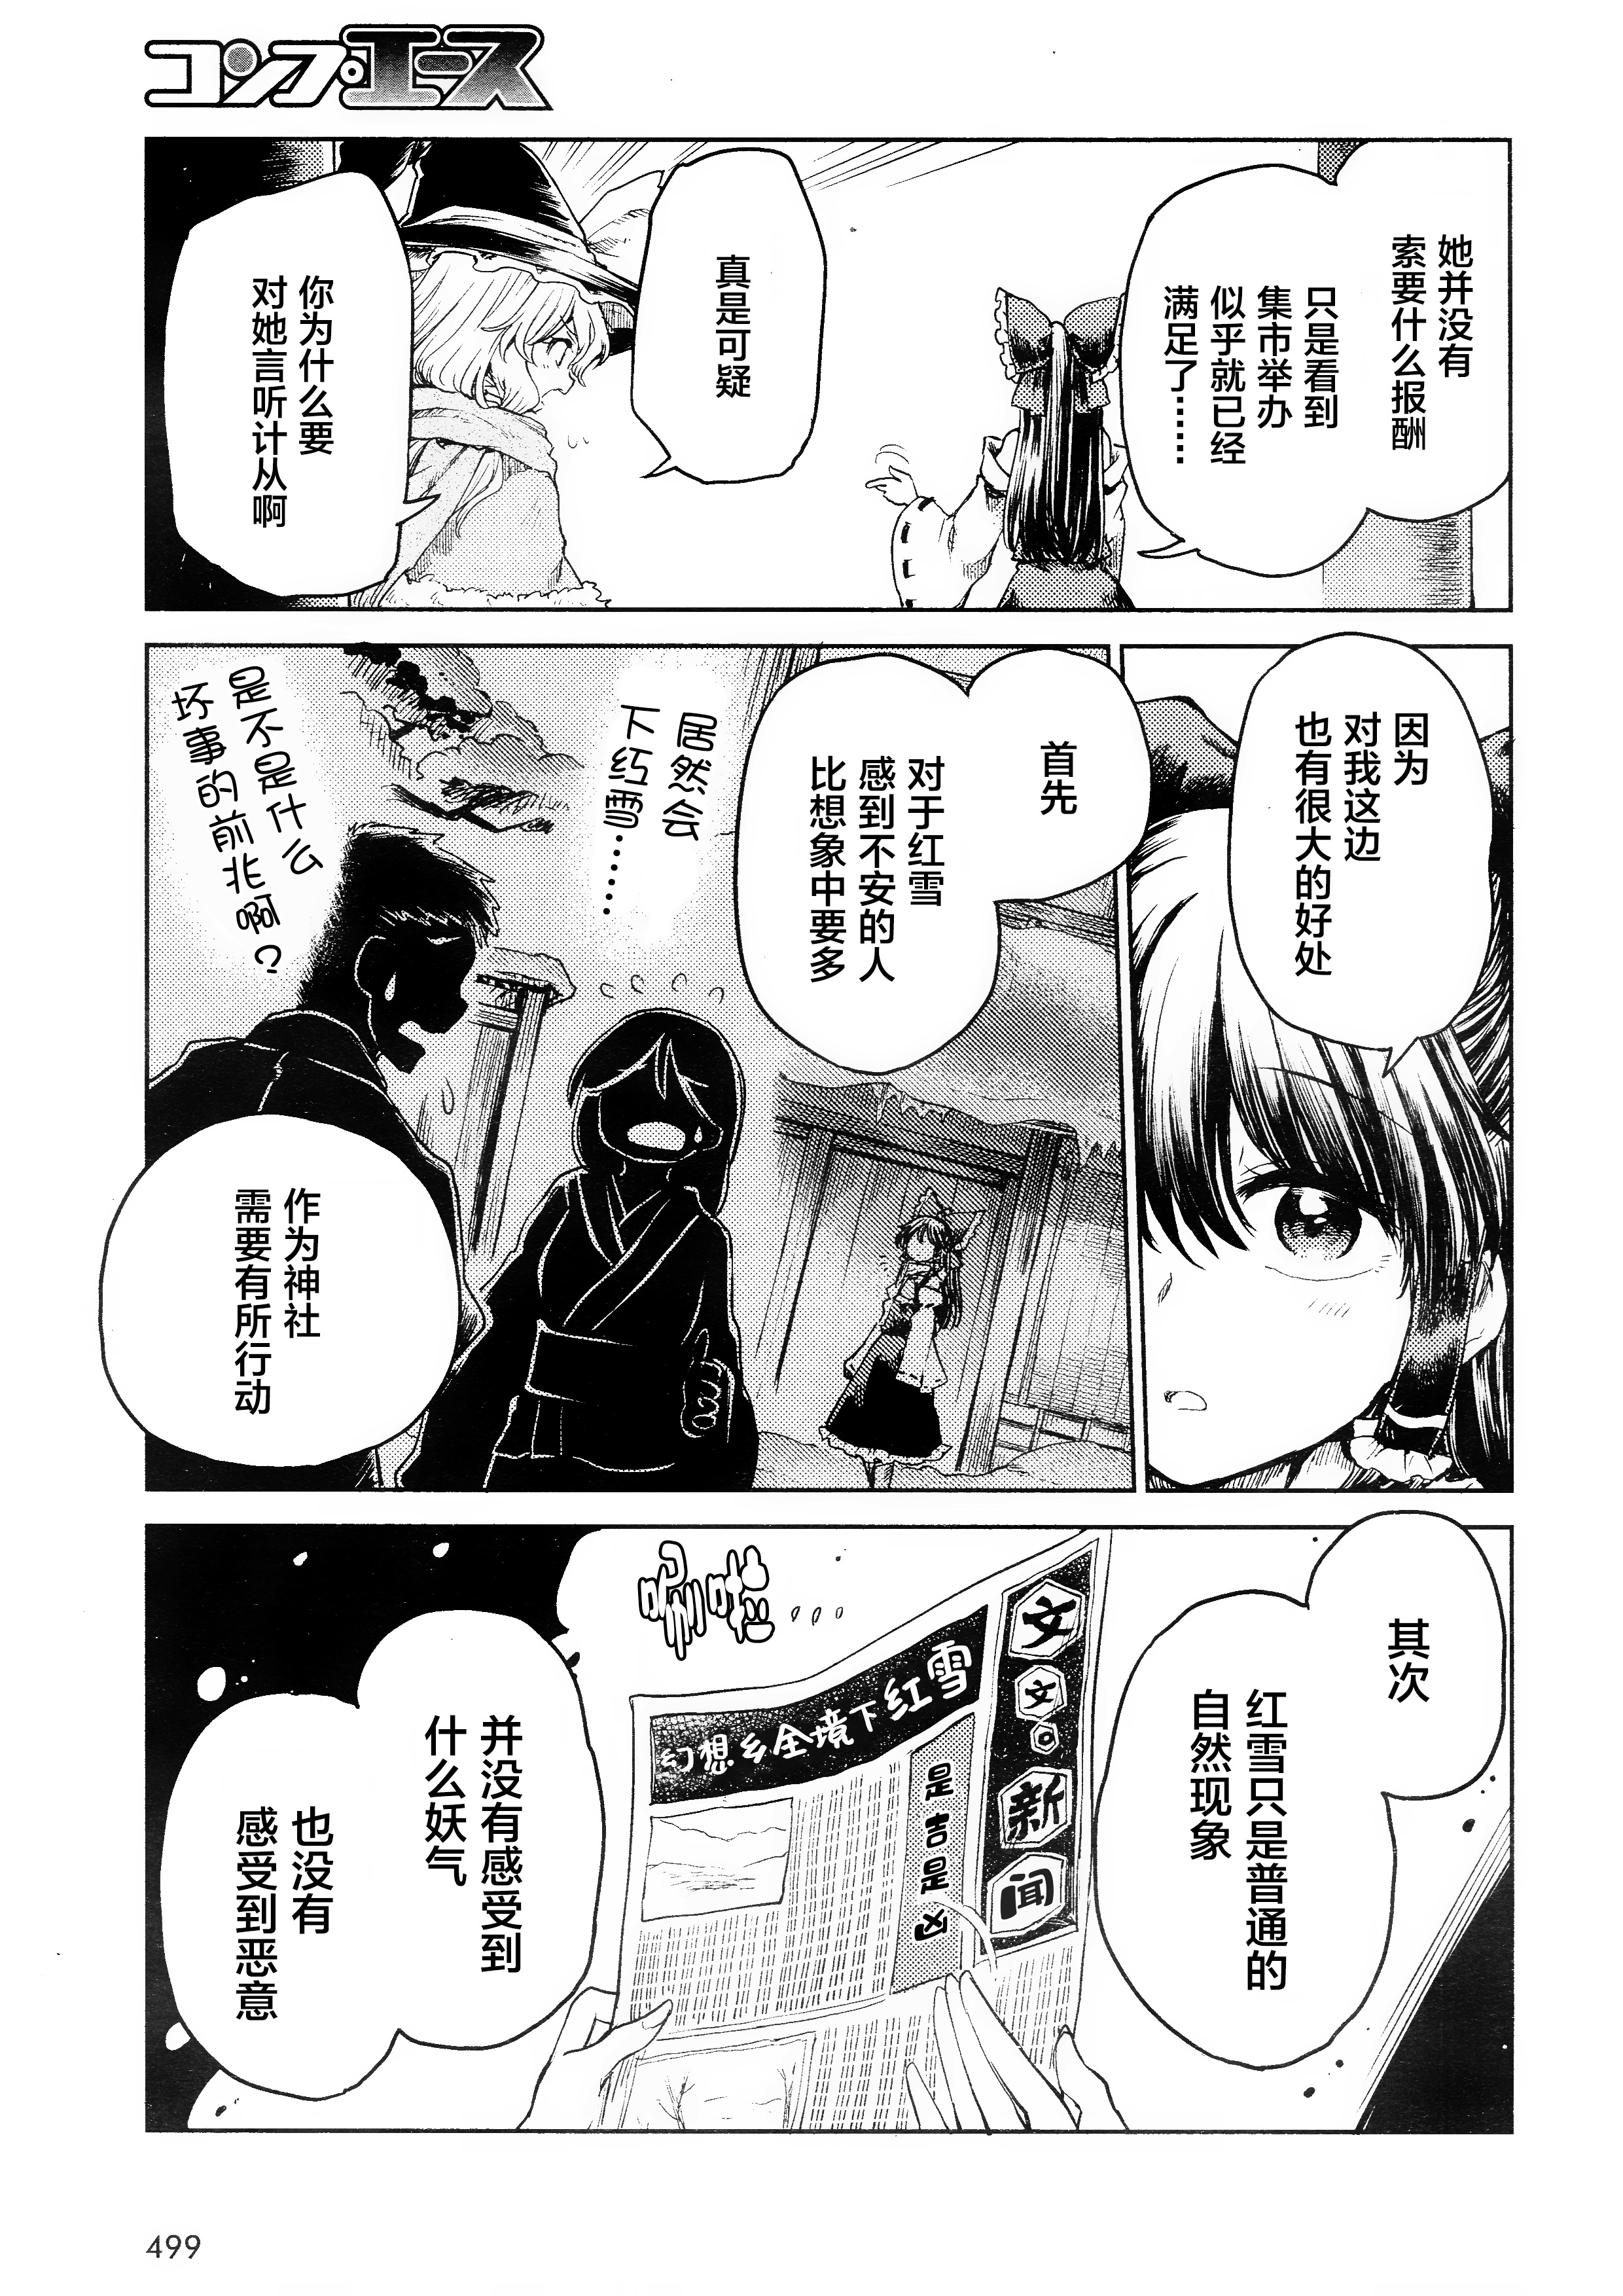 コンプ・エース
她并没有
索要什么报酬
只是看到
集市举办
似乎就已经
满足了……
真是可疑
你为什么要
对她言听计从啊
因为
对我这边
也有很大的好处
首先
对于红雪
感到不安的人
比想象中要多
居然会
下红雪……
是不是什么
坏事的前兆啊？
作为神社
需要有所行动
其次
红雪只是普通的
自然现象
文文。新闻
幻想乡全境下红雪
是吉是凶
唰啦
并没有感受到
什么妖气
也没有
感受到恶意
499